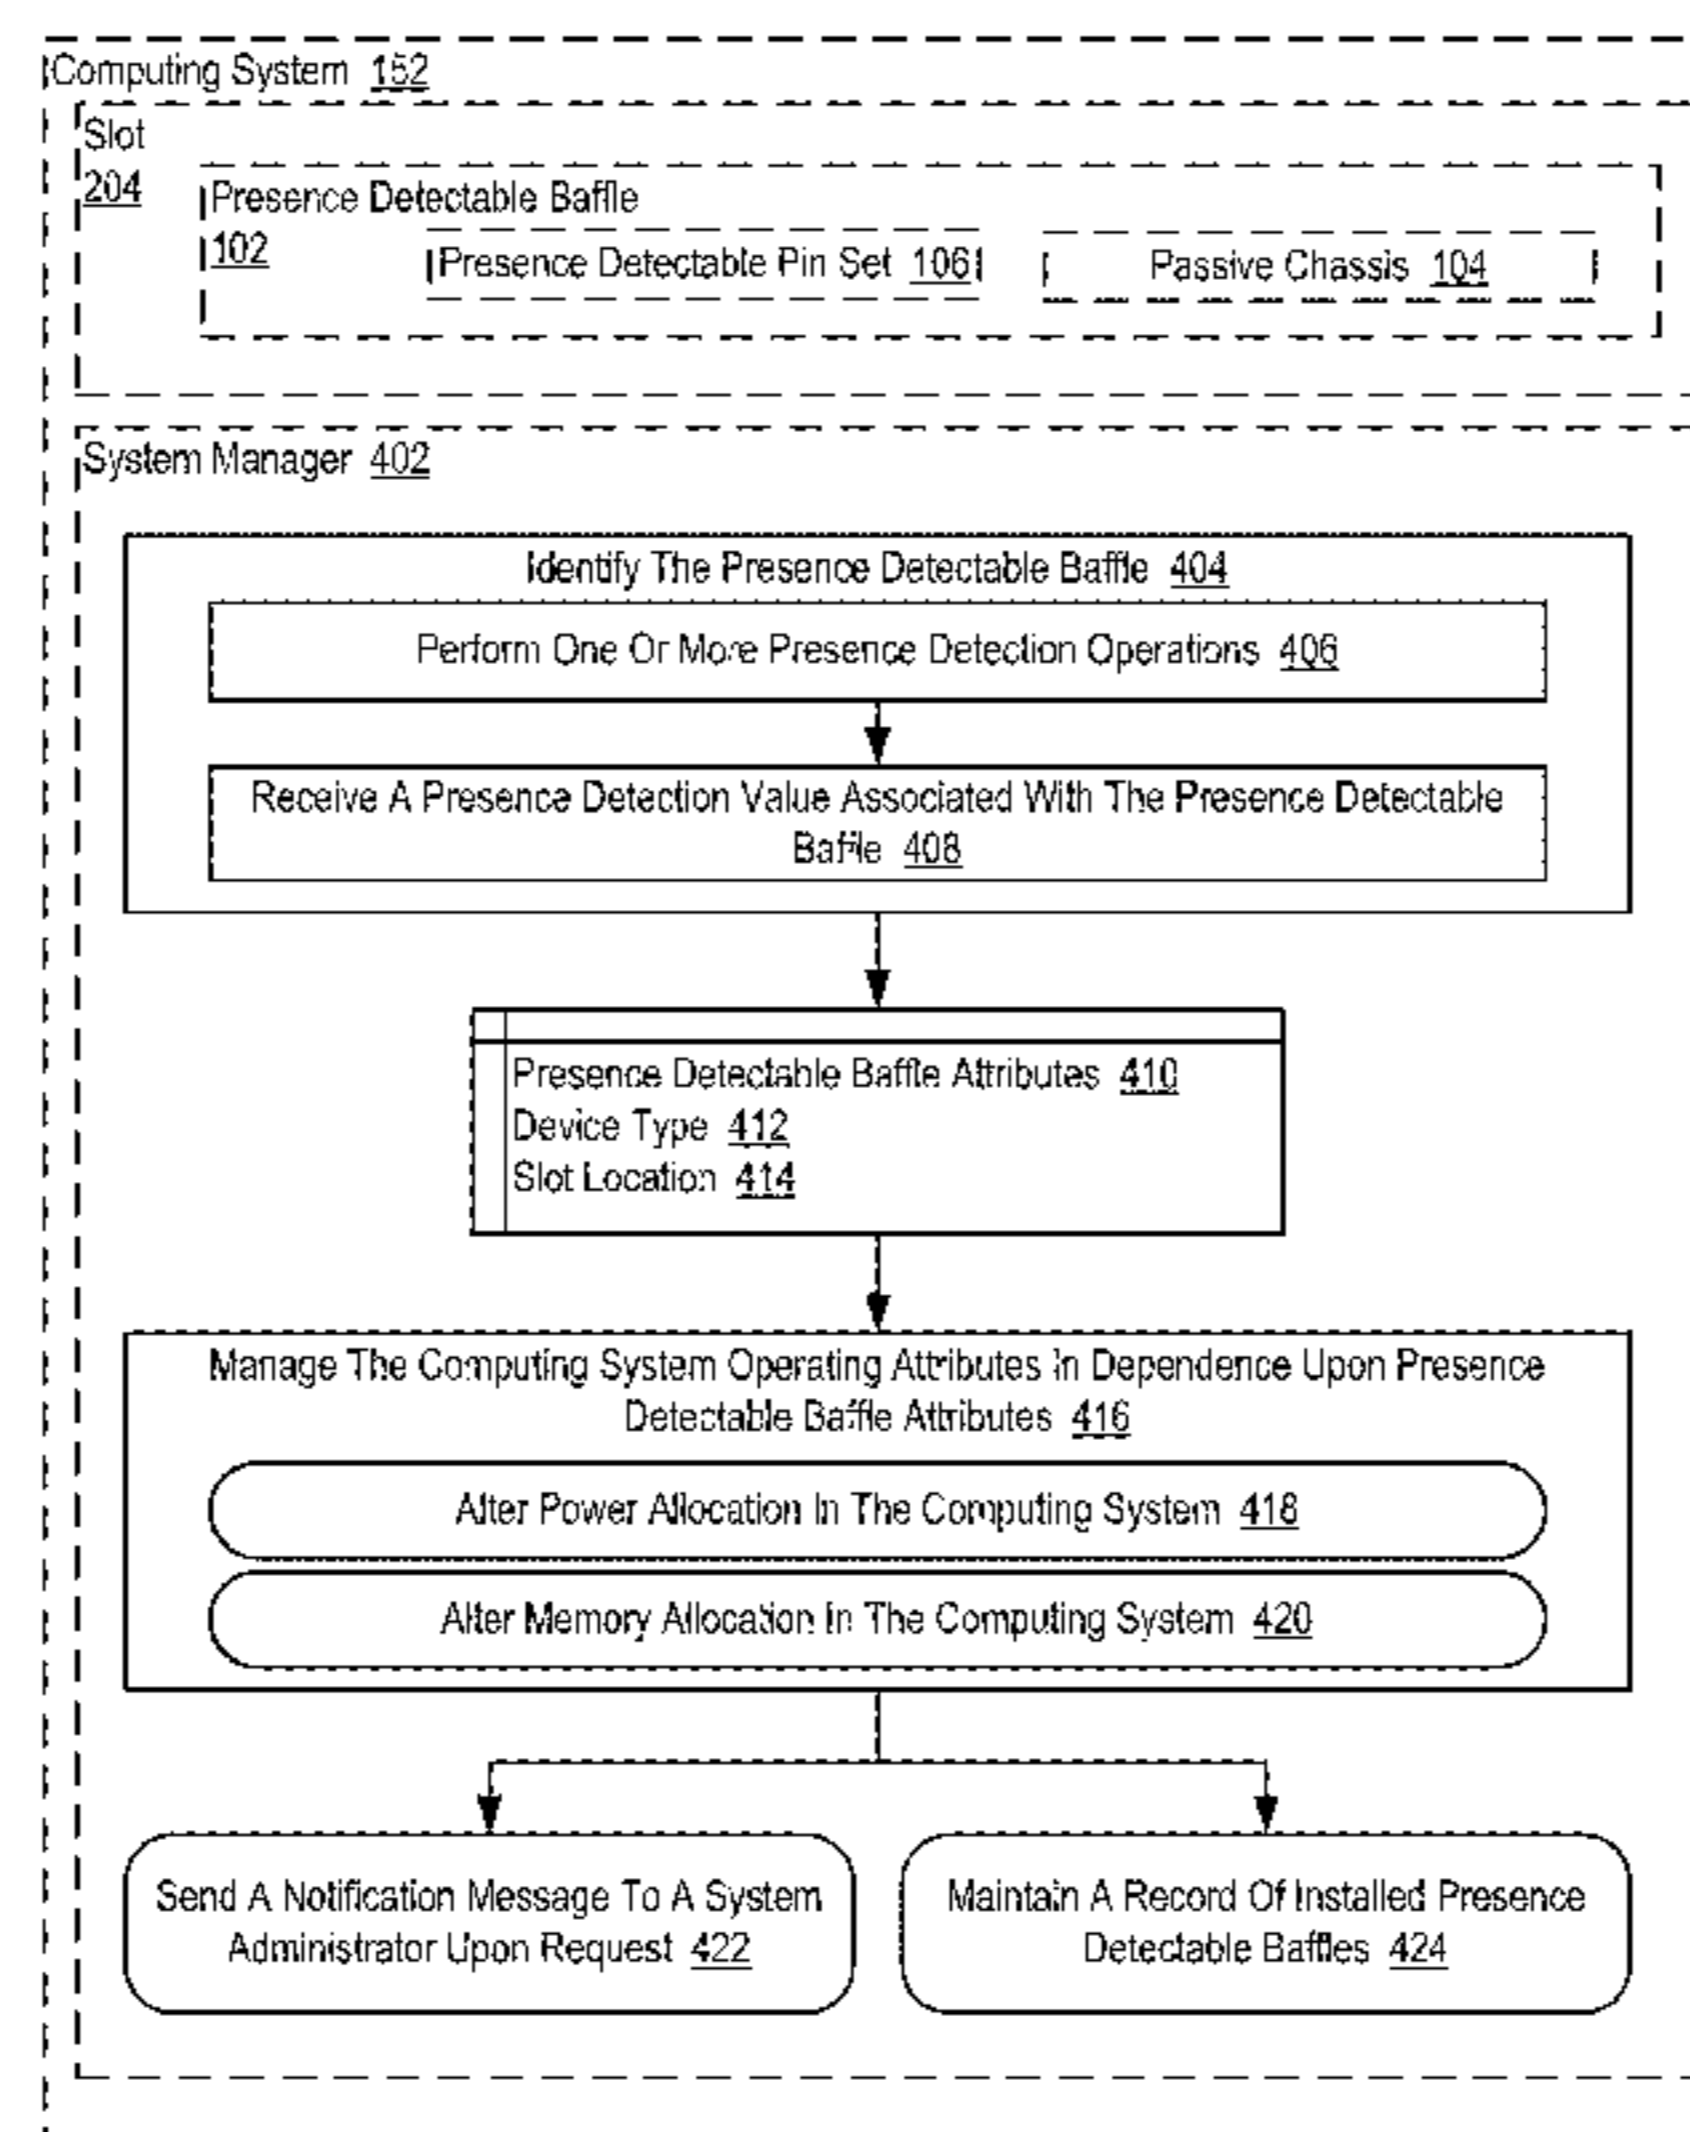 Computing System 152
Slot
204
Presence Detectable Baffle
102
Presence Detectable Pin Set 106
Passive Chassis 104
System Manager 402
Identify The Presence Detectable Baffle 404
Perform One Or More Presence Detection Operations 406
Receive A Presence Detection Value Associated With The Presence Detectable
Baffle 408
Presence Detectable Baffle Attributes 410
Device Type 412
Slot Location 414
Manage The Computing System Operating Attributes In Dependence Upon Presence
Detectable Baffle Attributes 416
Alter Power Allocation In The Computing System 418
Alter Memory Allocation In The Computing System 420
Send A Notification Message To A System
Administrator Upon Request 422
Maintain A Record Of Installed Presence
Detectable Baffles 424